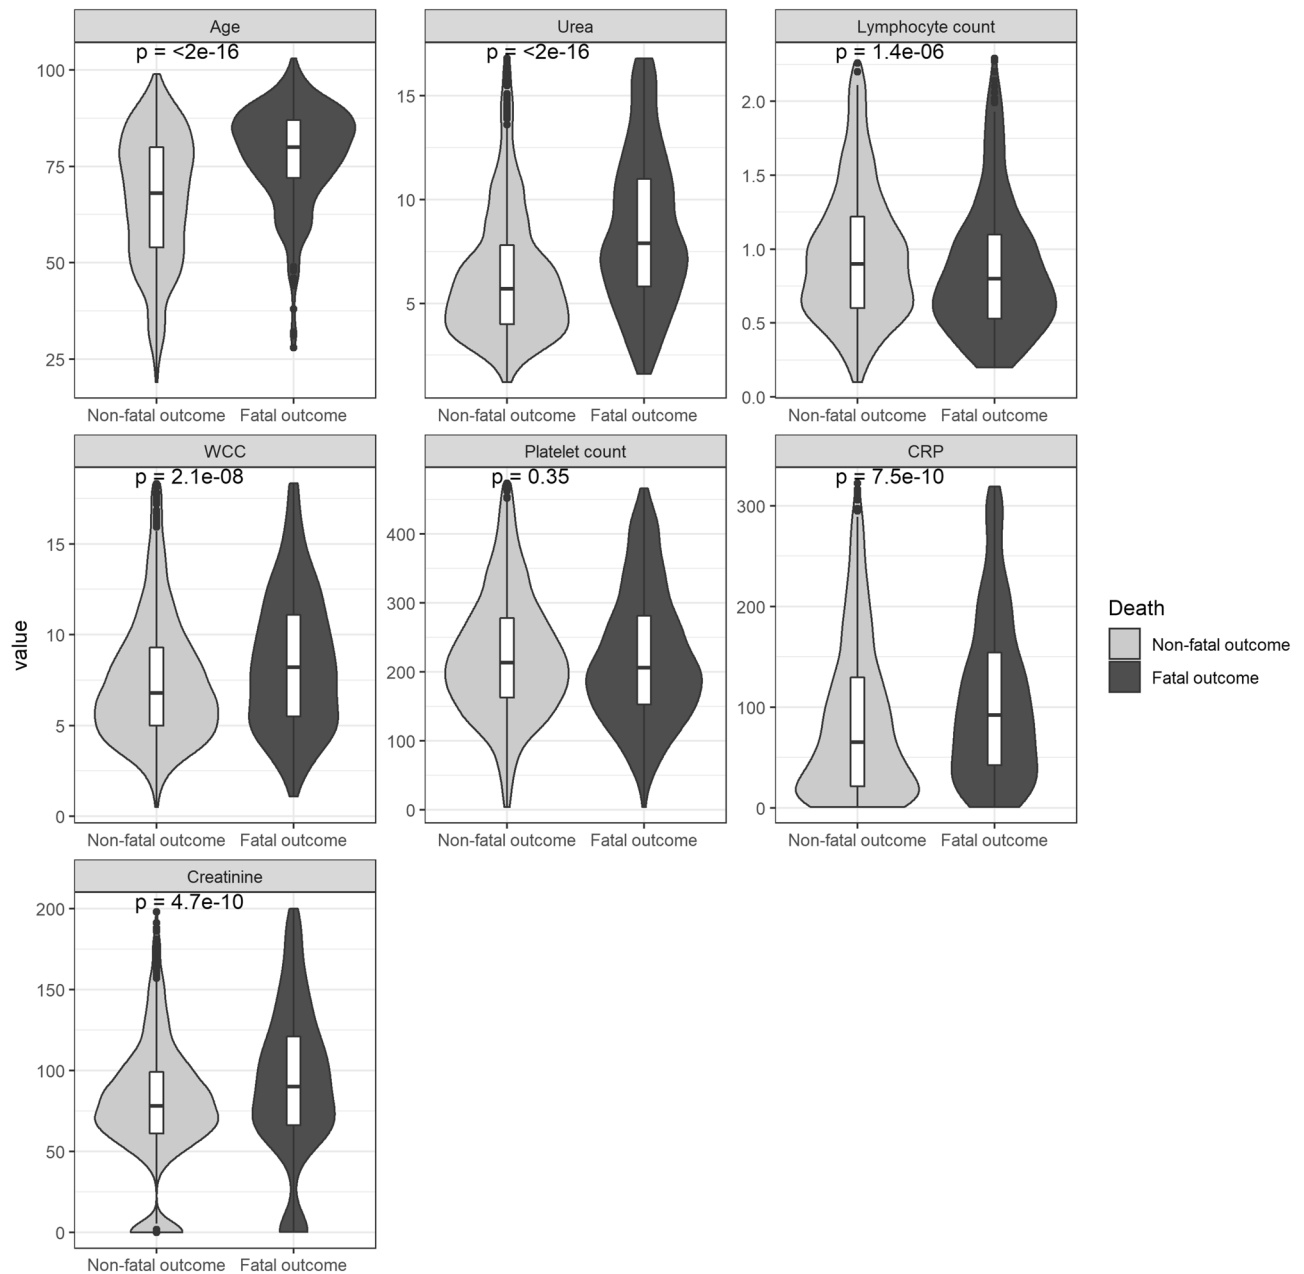 Age
Urea
Lymphocyte count
p = <2e-16
p = <2e-16
p = 1.4e-06
100
75
50
25
15
10
5
2.0
1.5
1.0
0.5
0.0
Non-fatal outcome Fatal outcome
Non-fatal outcome Fatal outcome
Non-fatal outcome Fatal outcome
WCC
Platelet count
CRP
p = 2.1e-08
p = 0.35
p = 7.5e-10
value
15
10
5
0
400
300
200
100
0
300
200
100
0
Non-fatal outcome Fatal outcome
Non-fatal outcome Fatal outcome
Non-fatal outcome Fatal outcome
Death
Non-fatal outcome
Fatal outcome
Creatinine
p = 4.7e-10
200
150
100
50
0
Non-fatal outcome Fatal outcome